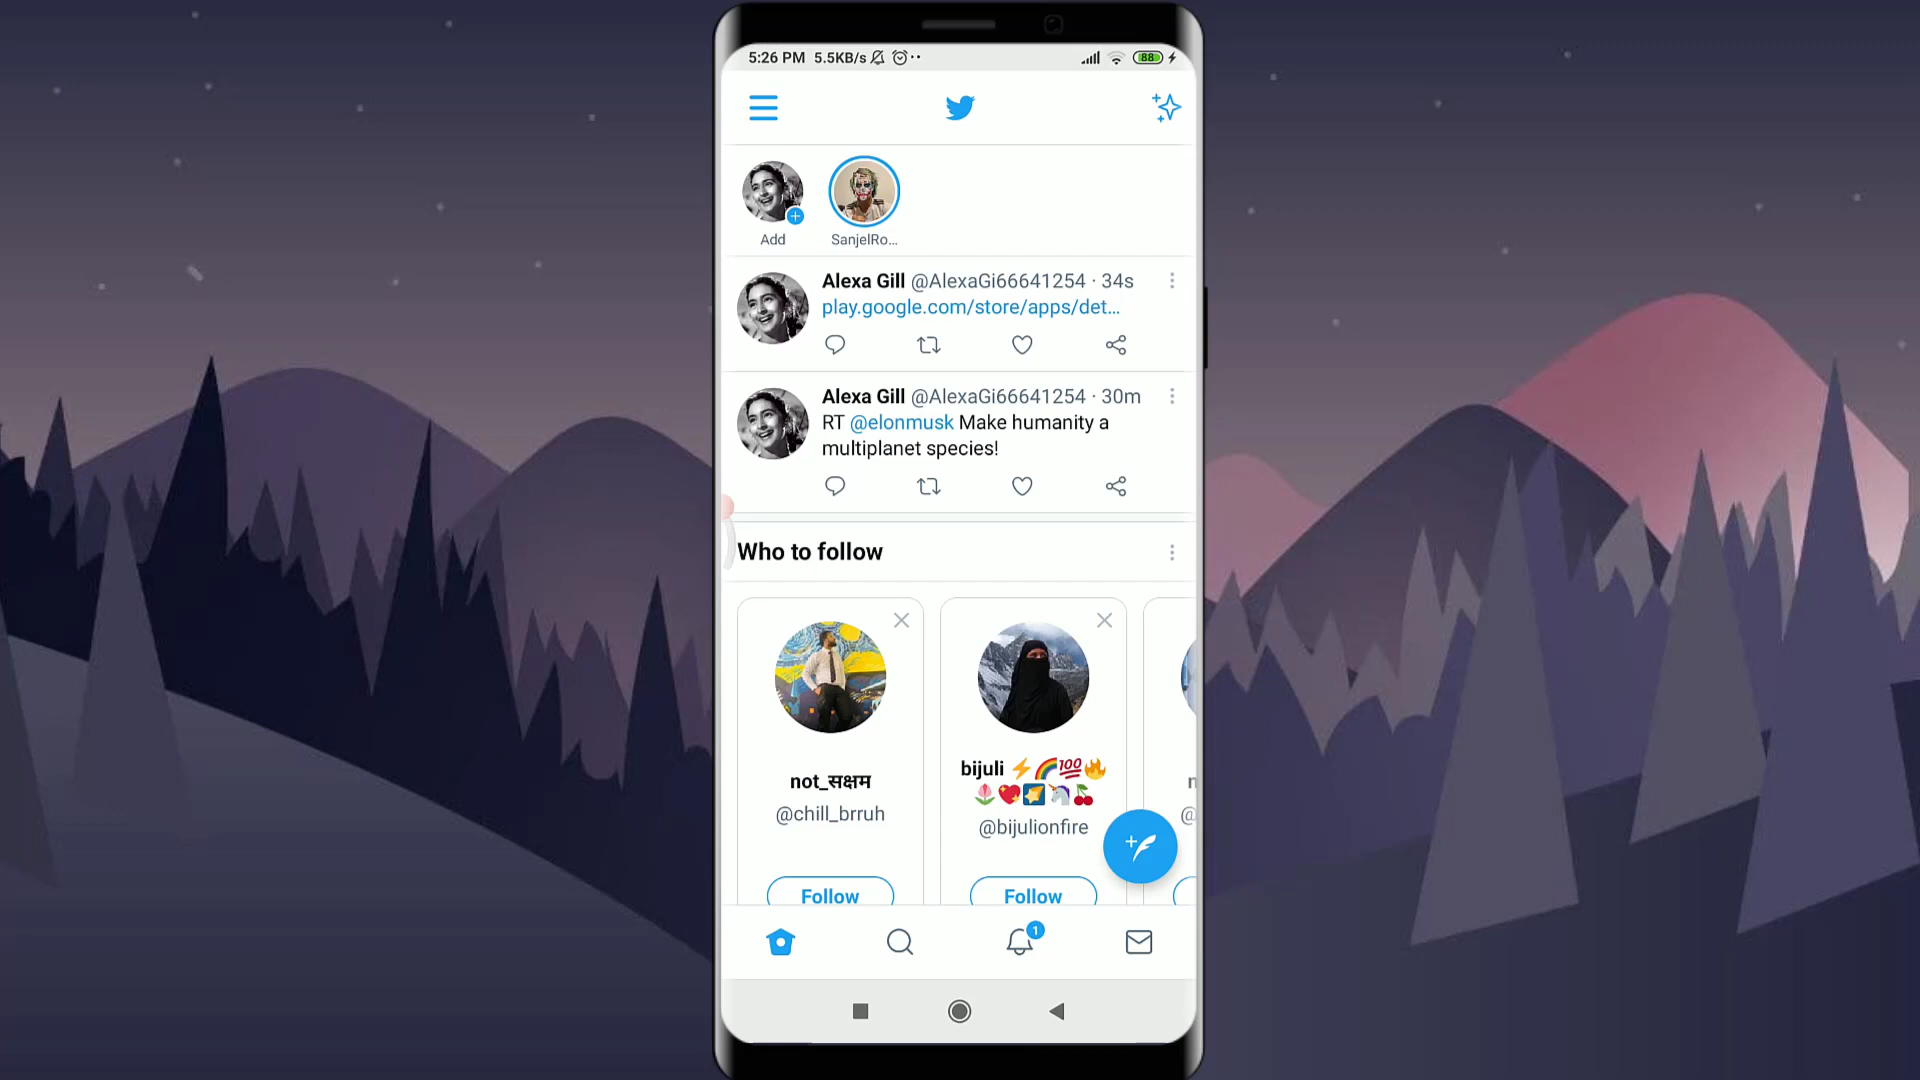 5:26 PM 5.5KB/s
88
Add
SanjelRo...
Alexa Gill @AlexaGi66641254 · 34s
play.google.com/store/apps/det...
Alexa Gill @AlexaGi66641254 · 30m
RT @elonmusk Make humanity a
multiplanet species!
Who to follow
not_सक्षम
@chill_brruh
Follow
bijuli ⚡🌈💯🔥
🌷💖🌠🦄🍒
@bijulionfire
Follow
1